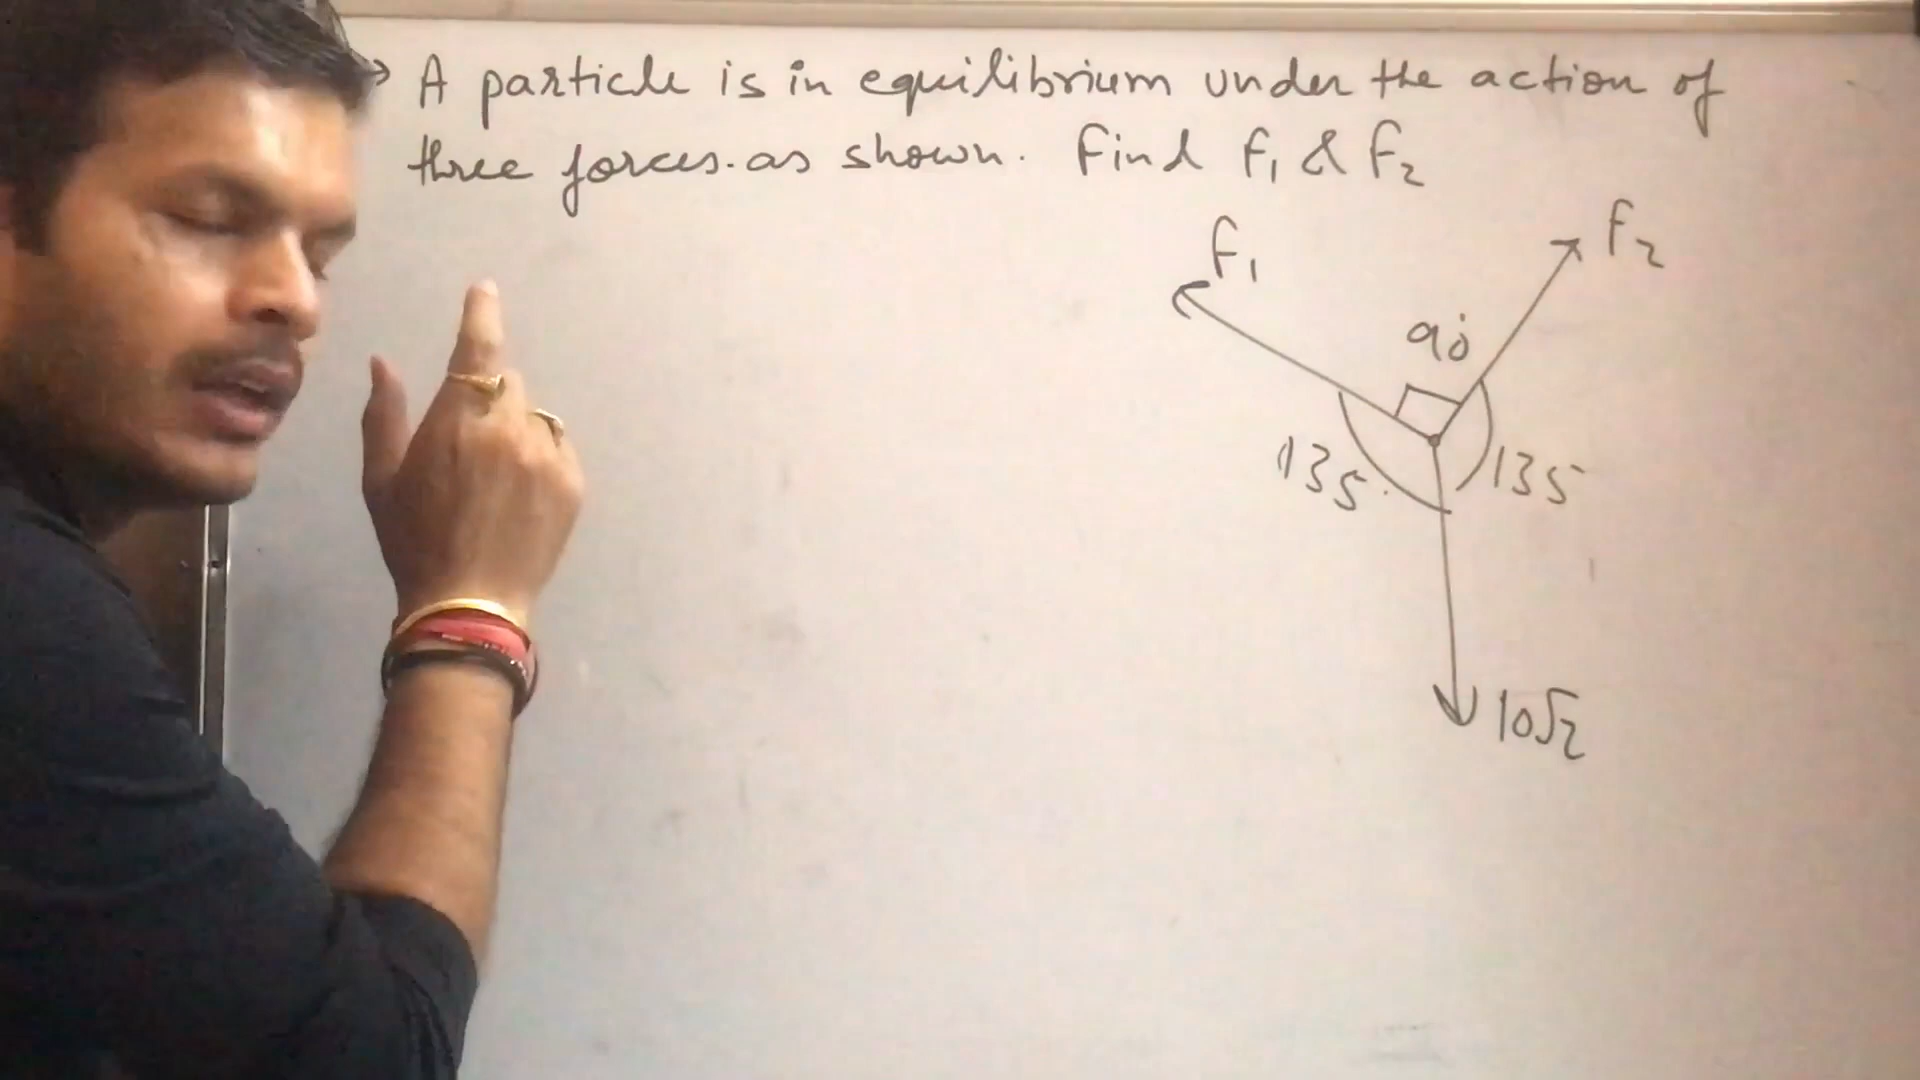 → A particle is in equilibrium under the action of
three forces. as shown. Find F₁ & F₂
F₁
F₂
90°
135°
135
10√2